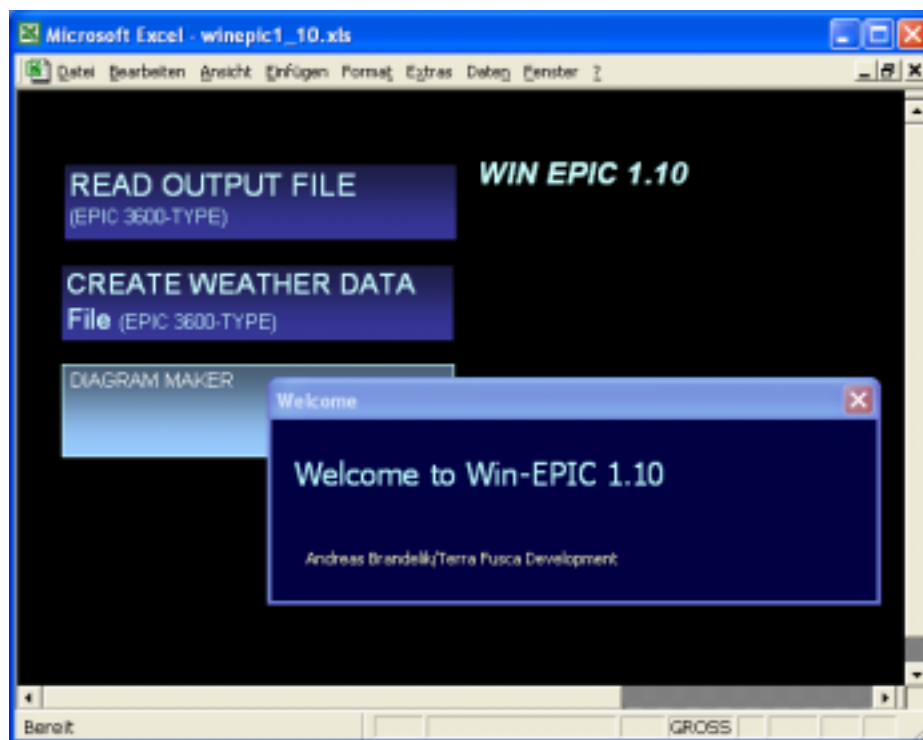 Microsoft Excel - winepic1_10.xls
Datei Bearbeiten Ansicht Einfügen Format Extras Daten Fenster ?
READ OUTPUT FILE
(EPIC 3600-TYPE)
WIN EPIC 1.10
CREATE WEATHER DATA
File (EPIC 3600-TYPE)
DIAGRAM MAKER
Welcome
Welcome to Win-EPIC 1.10
Andreas Brandelik/Terra Fusca Development
Bereit GROSS